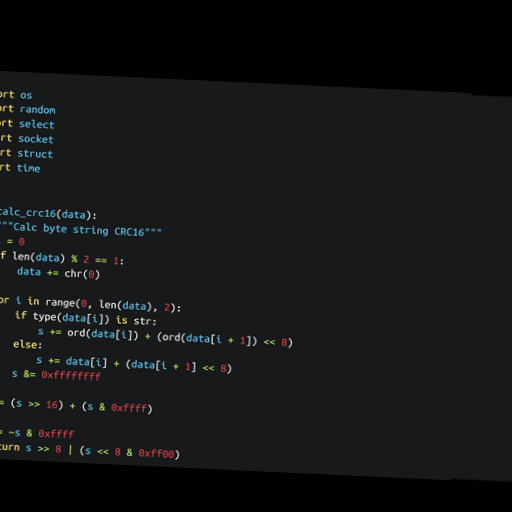 ort os
ort random
ort select
ort socket
rt struct
rt time
calc_crc16(data):
"""Calc byte string CRC16"""
= 0
f len(data) % 2 == 1:
data += chr(0)
or i in range(0, len(data), 2):
if type(data[i]) is str:
s += ord(data[i]) + (ord(data[i + 1]) << 8)
else:
s += data[i] + (data[i + 1] << 8)
s &= 0xffffffff
= (s >> 16) + (s & 0xffff)
= ~s & 0xffff
turn s >> 8 | (s << 8 & 0xff00)